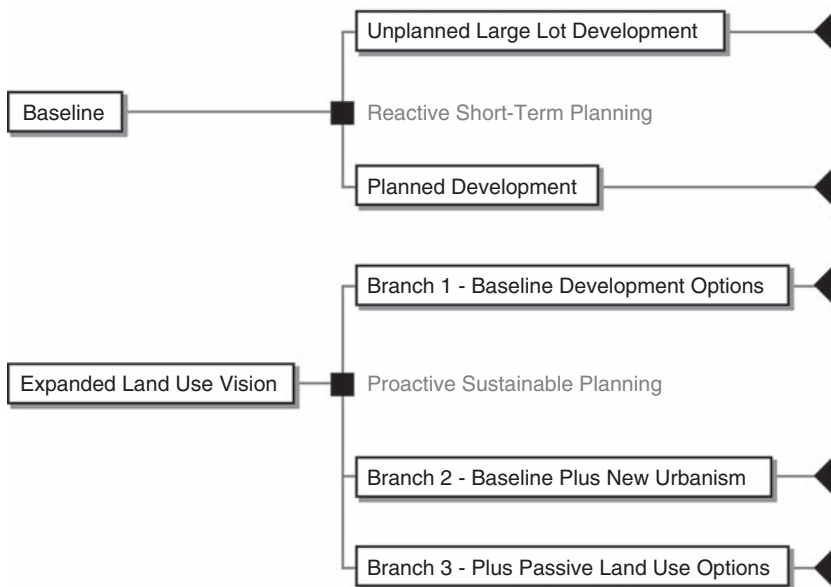 Unplanned Large Lot Development
Baseline
Reactive Short-Term Planning
Planned Development
Branch 1 - Baseline Development Options
Expanded Land Use Vision
Proactive Sustainable Planning
Branch 2 - Baseline Plus New Urbanism
Branch 3 - Plus Passive Land Use Options